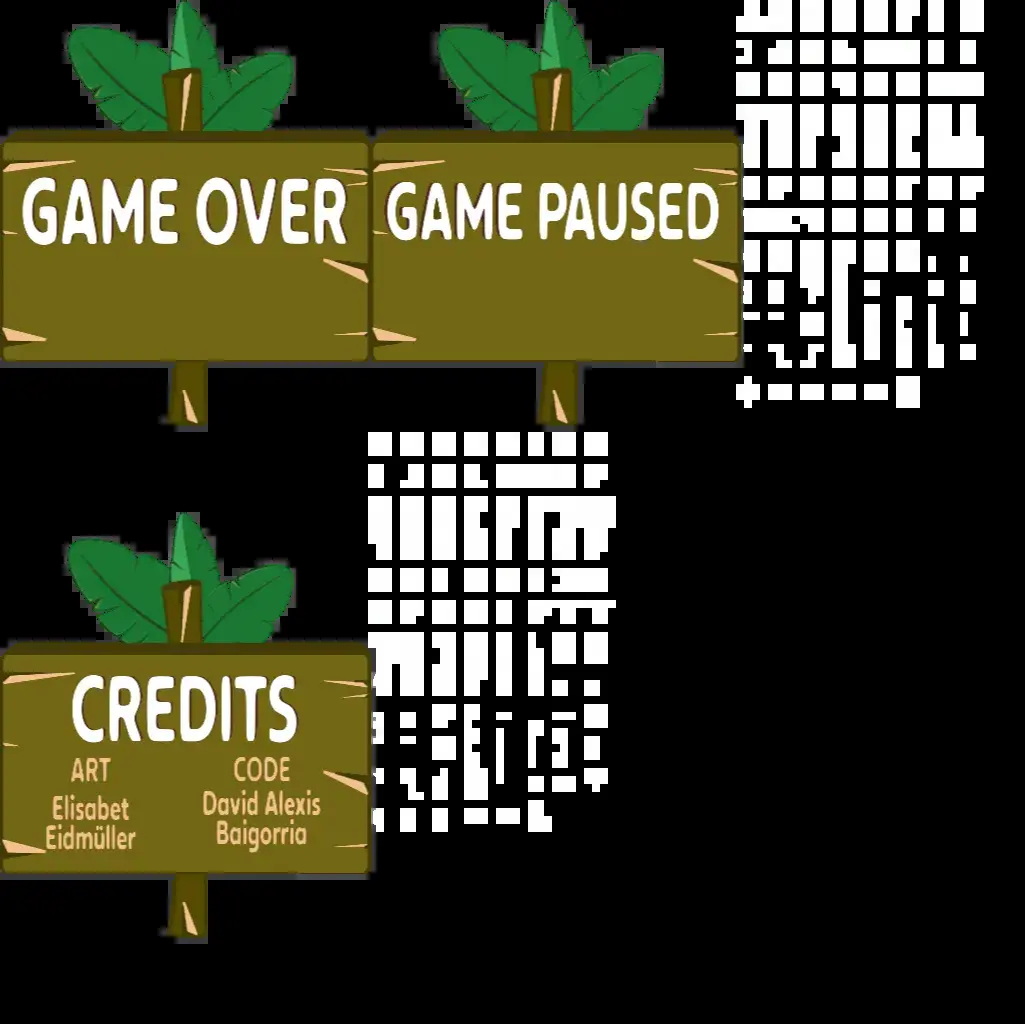 GAME OVER
GAME PAUSED
CREDITS
ART
Elisabet
Eidmüller
CODE
David Alexis
Baigorria